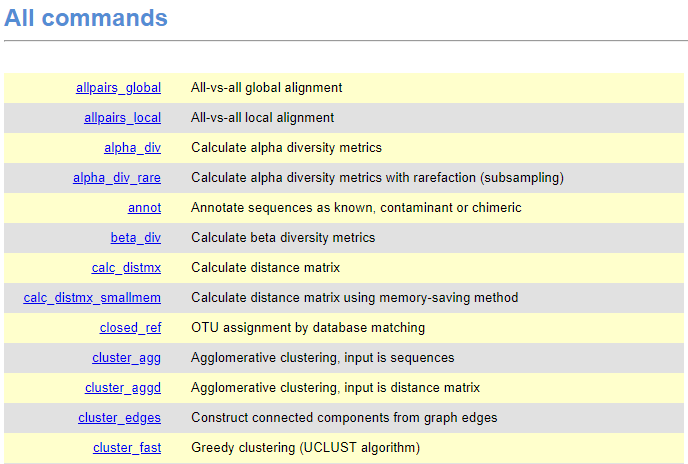 All commands
allpairs_global All-vs-all global alignment
allpairs_local All-vs-all local alignment
alpha_div Calculate alpha diversity metrics
alpha_div_rare Calculate alpha diversity metrics with rarefaction (subsampling)
annot Annotate sequences as known, contaminant or chimeric
beta_div Calculate beta diversity metrics
calc_distmx Calculate distance matrix
calc_distmx_smallmem Calculate distance matrix using memory-saving method
closed_ref OTU assignment by database matching
cluster_agg Agglomerative clustering, input is sequences
cluster_aggd Agglomerative clustering, input is distance matrix
cluster_edges Construct connected components from graph edges
cluster_fast Greedy clustering (UCLUST algorithm)